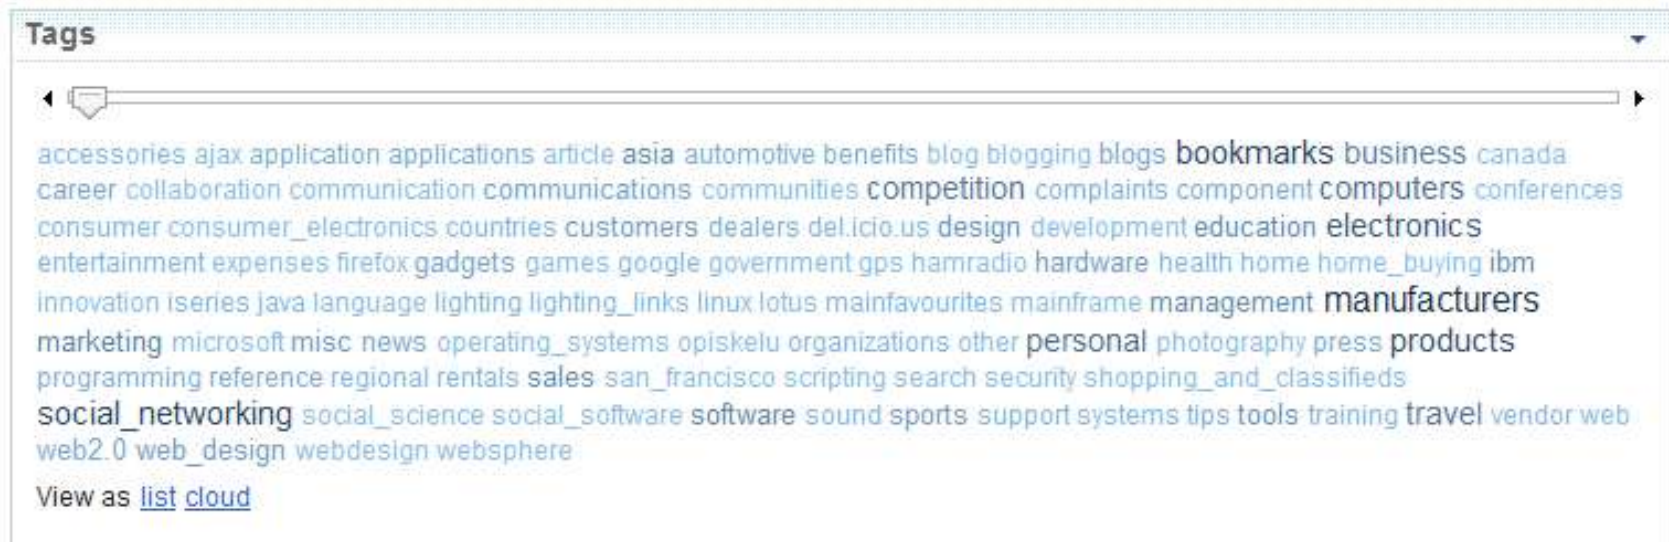 Tags
accessories ajax application applications article asia automotive benefits blog blogging blogs bookmarks business canada
career collaboration communication communications communities competition complaints component computers conferences
consumer consumer_electronics countries customers dealers del.icio.us design development education electronics
entertainment expenses firefox gadgets games google government gps hamradio hardware health home home_buying ibm
innovation iseries java language lighting lighting_links linux lotus mainfavourites mainframe management manufacturers
marketing microsoft misc news operating_systems opiskelu organizations other personal photography press products
programming reference regional rentals sales san_francisco scripting search security shopping_and_classifieds
social_networking social_science social_software software sound sports support systems tips tools training travel vendor web
web2.0 web_design webdesign websphere
View as list cloud